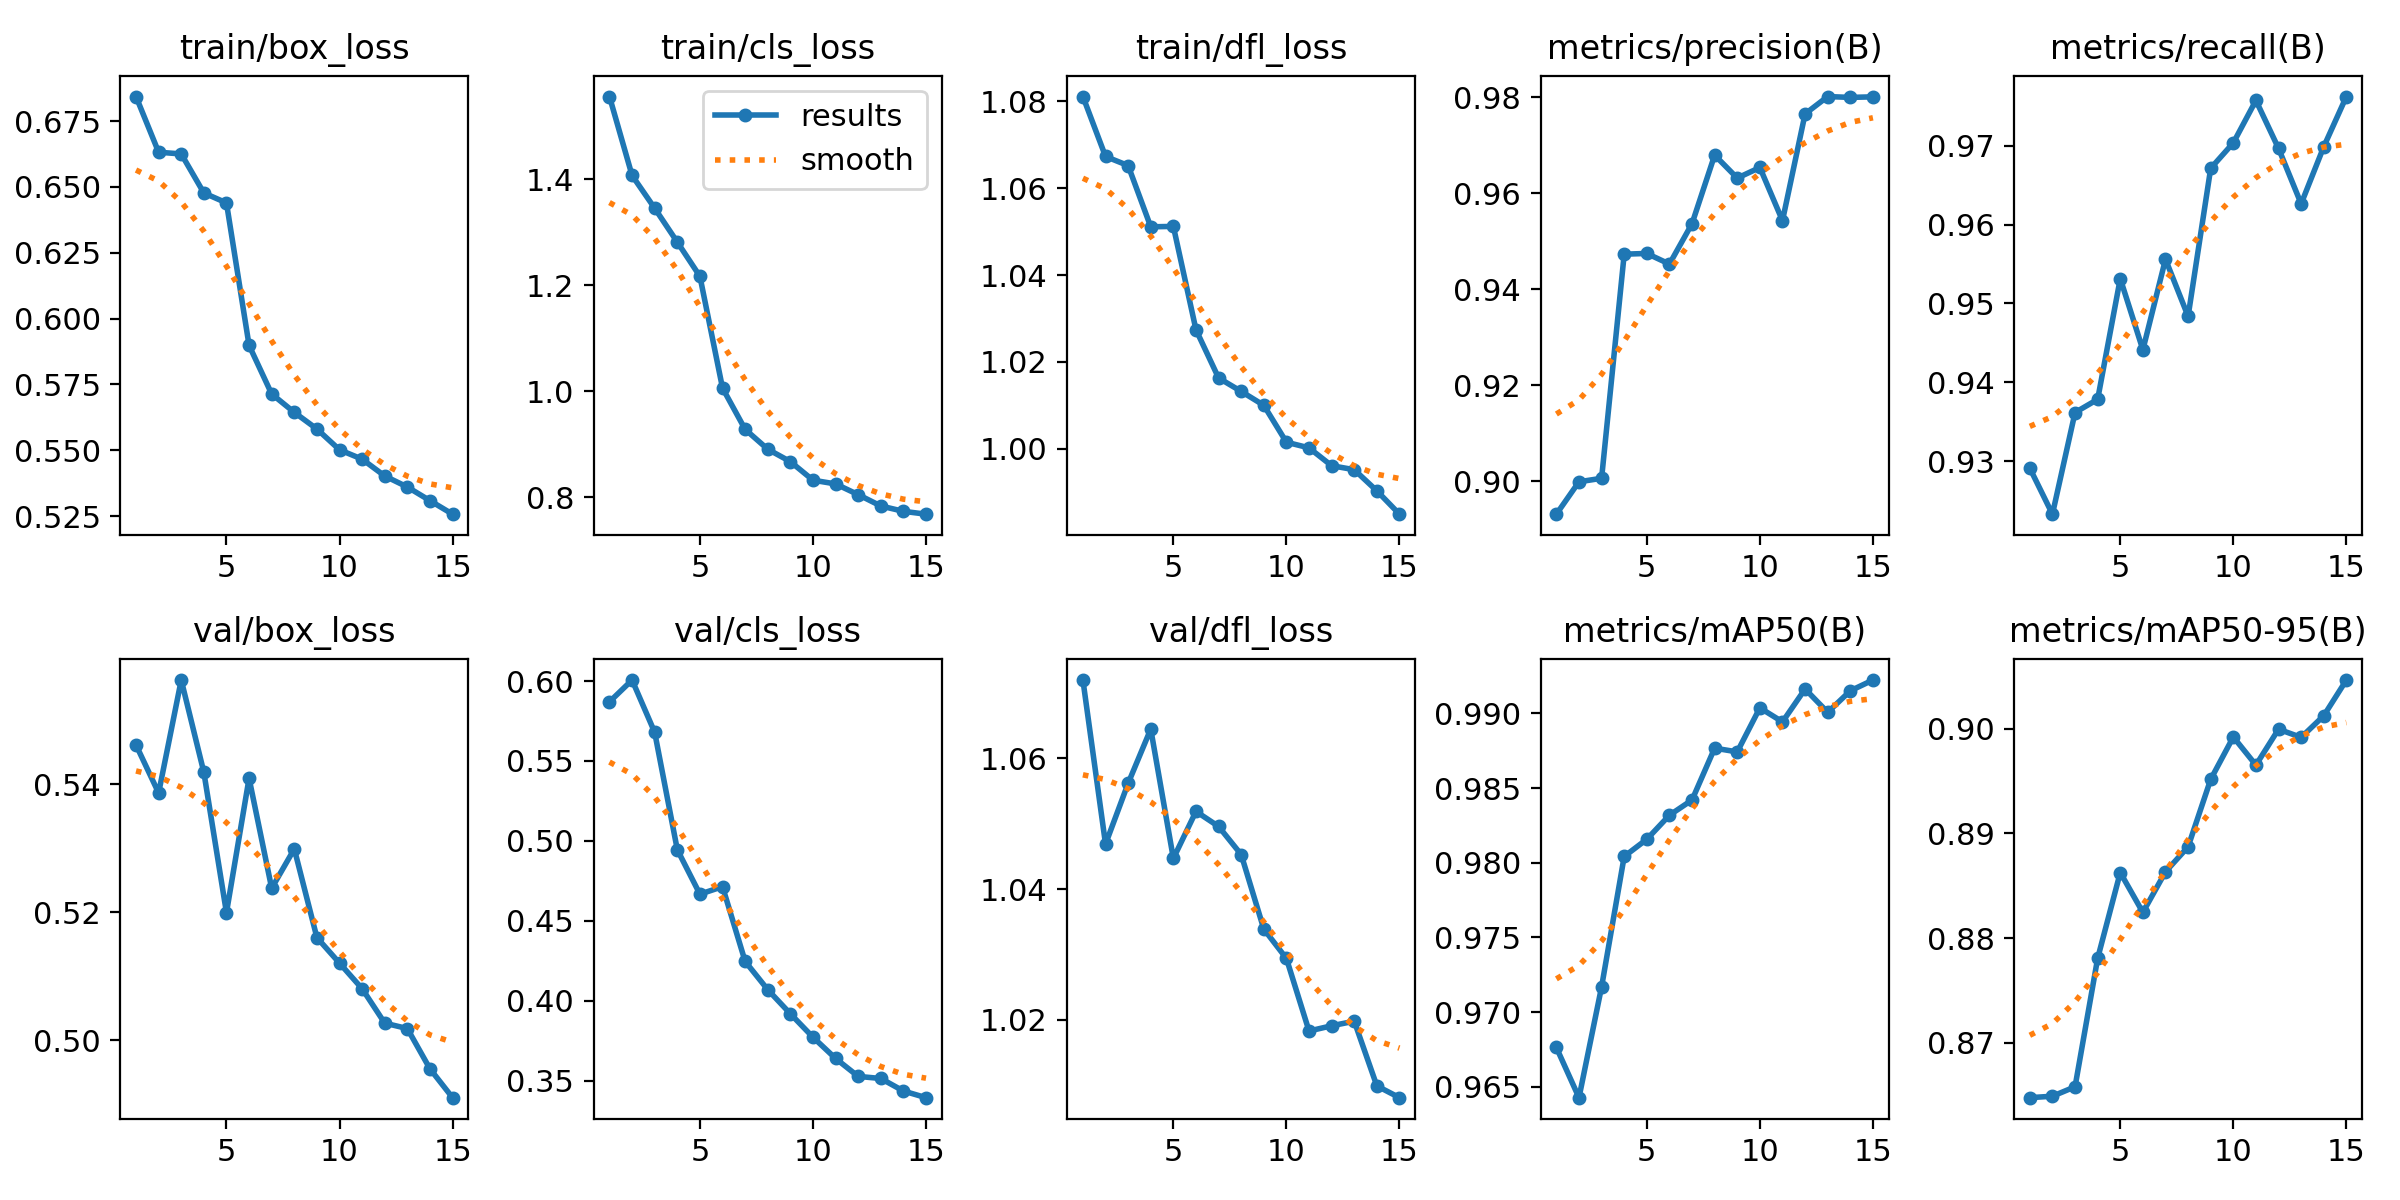 train/box_loss
train/cls_loss
train/dfl_loss
metrics/precision(B)
metrics/recall(B)
0.675
0.650
0.625
0.600
0.575
0.550
0.525
5 10 15
results
smooth
1.4
1.2
1.0
0.8
5 10 15
1.08
1.06
1.04
1.02
1.00
5 10 15
0.98
0.96
0.94
0.92
0.90
5 10 15
0.97
0.96
0.95
0.94
0.93
5 10 15
val/box_loss
val/cls_loss
val/dfl_loss
metrics/mAP50(B)
metrics/mAP50-95(B)
0.54
0.52
0.50
5 10 15
0.60
0.55
0.50
0.45
0.40
0.35
5 10 15
1.06
1.04
1.02
5 10 15
0.990
0.985
0.980
0.975
0.970
0.965
5 10 15
0.90
0.89
0.88
0.87
5 10 15